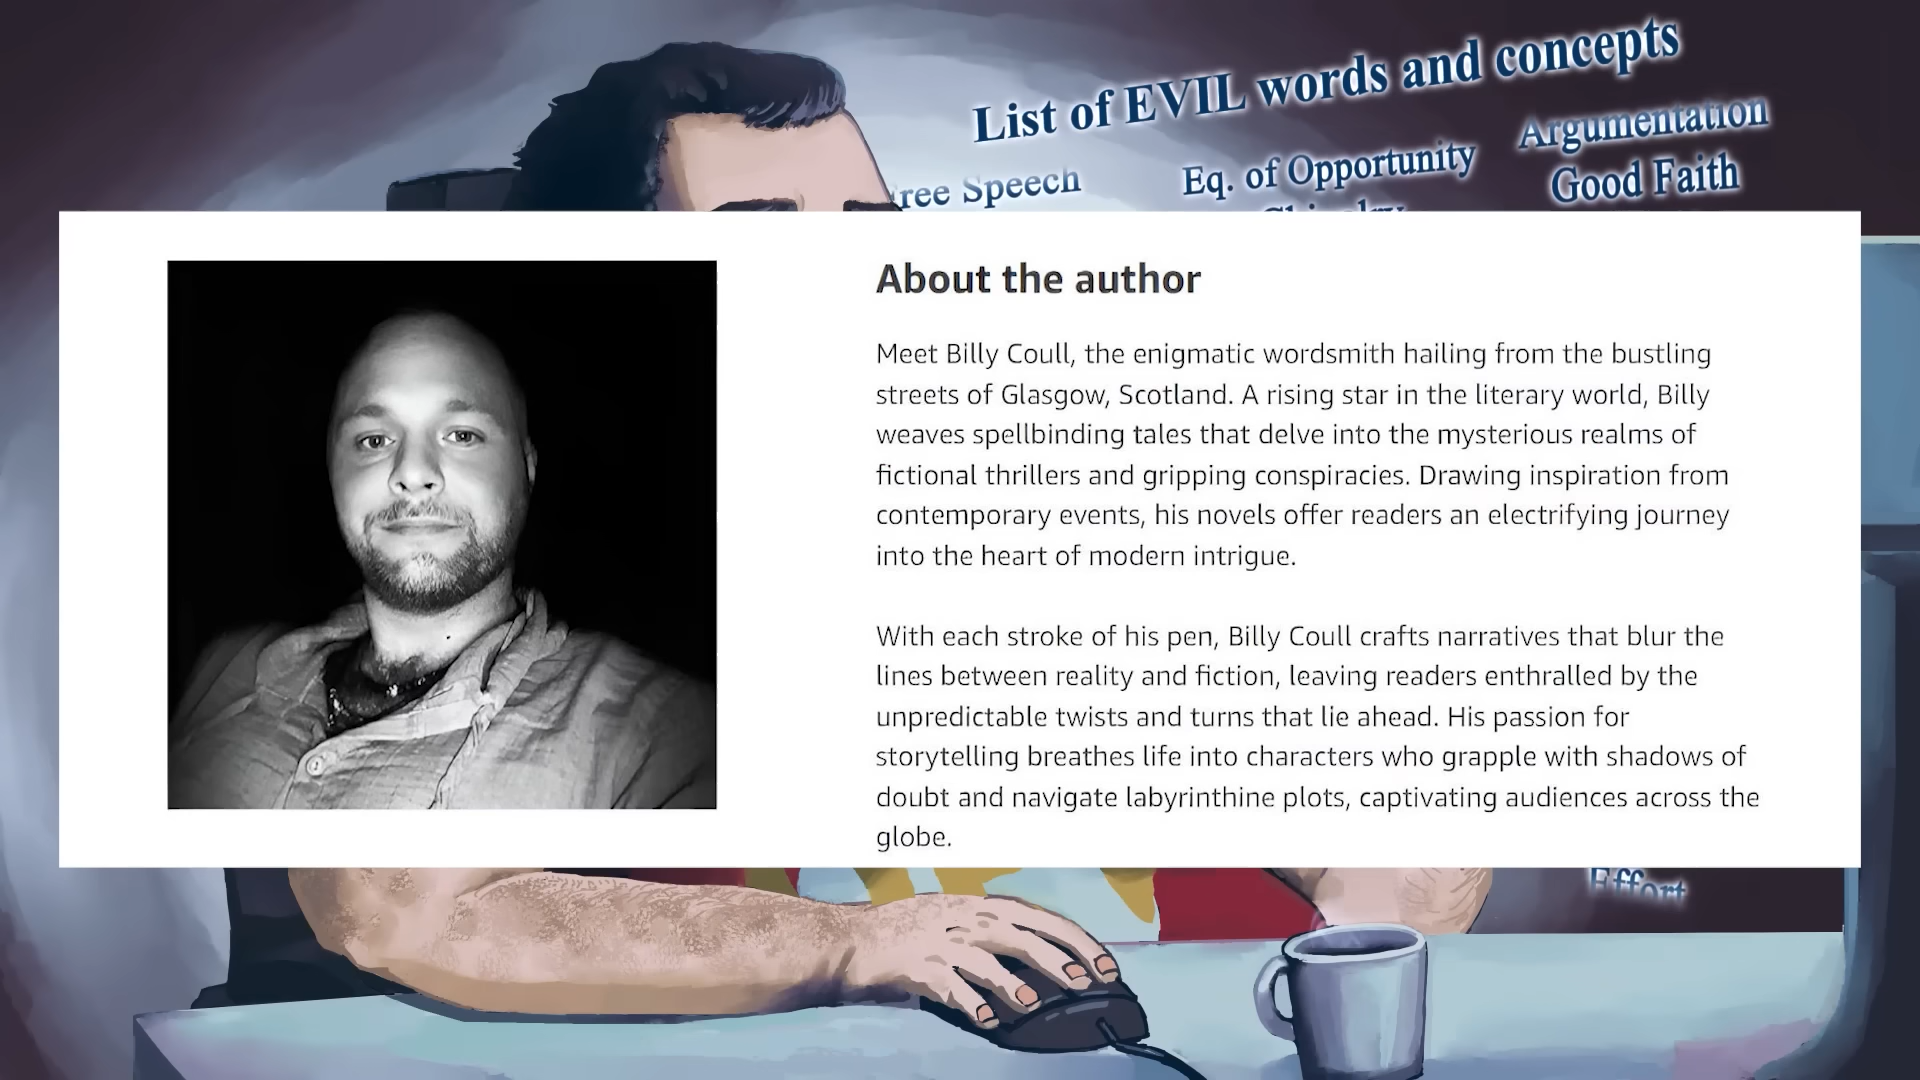 List of EVIL words and concepts
Argumentation
Free Speech
Eq. of Opportunity
Good Faith
About the author
Meet Billy Coull, the enigmatic wordsmith hailing from the bustling
streets of Glasgow, Scotland. A rising star in the literary world, Billy
weaves spellbinding tales that delve into the mysterious realms of
fictional thrillers and gripping conspiracies. Drawing inspiration from
contemporary events, his novels offer readers an electrifying journey
into the heart of modern intrigue.
With each stroke of his pen, Billy Coull crafts narratives that blur the
lines between reality and fiction, leaving readers enthralled by the
unpredictable twists and turns that lie ahead. His passion for
storytelling breathes life into characters who grapple with shadows of
doubt and navigate labyrinthine plots, captivating audiences across the
globe.
Effort